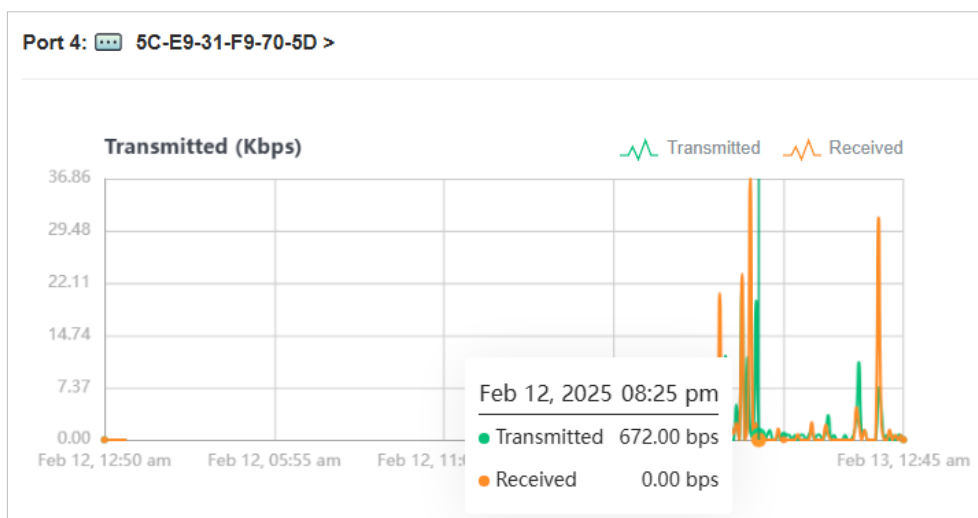 Port 4: 5C-E9-31-F9-70-5D >
Transmitted (Kbps)
Transmitted Received
36.86
29.48
22.11
14.74
7.37
0.00
Feb 12, 2025 08:25 pm
Transmitted 672.00 bps
Received 0.00 bps
Feb 12, 12:50 am Feb 12, 05:55 am Feb 12, Feb 13, 12:45 am